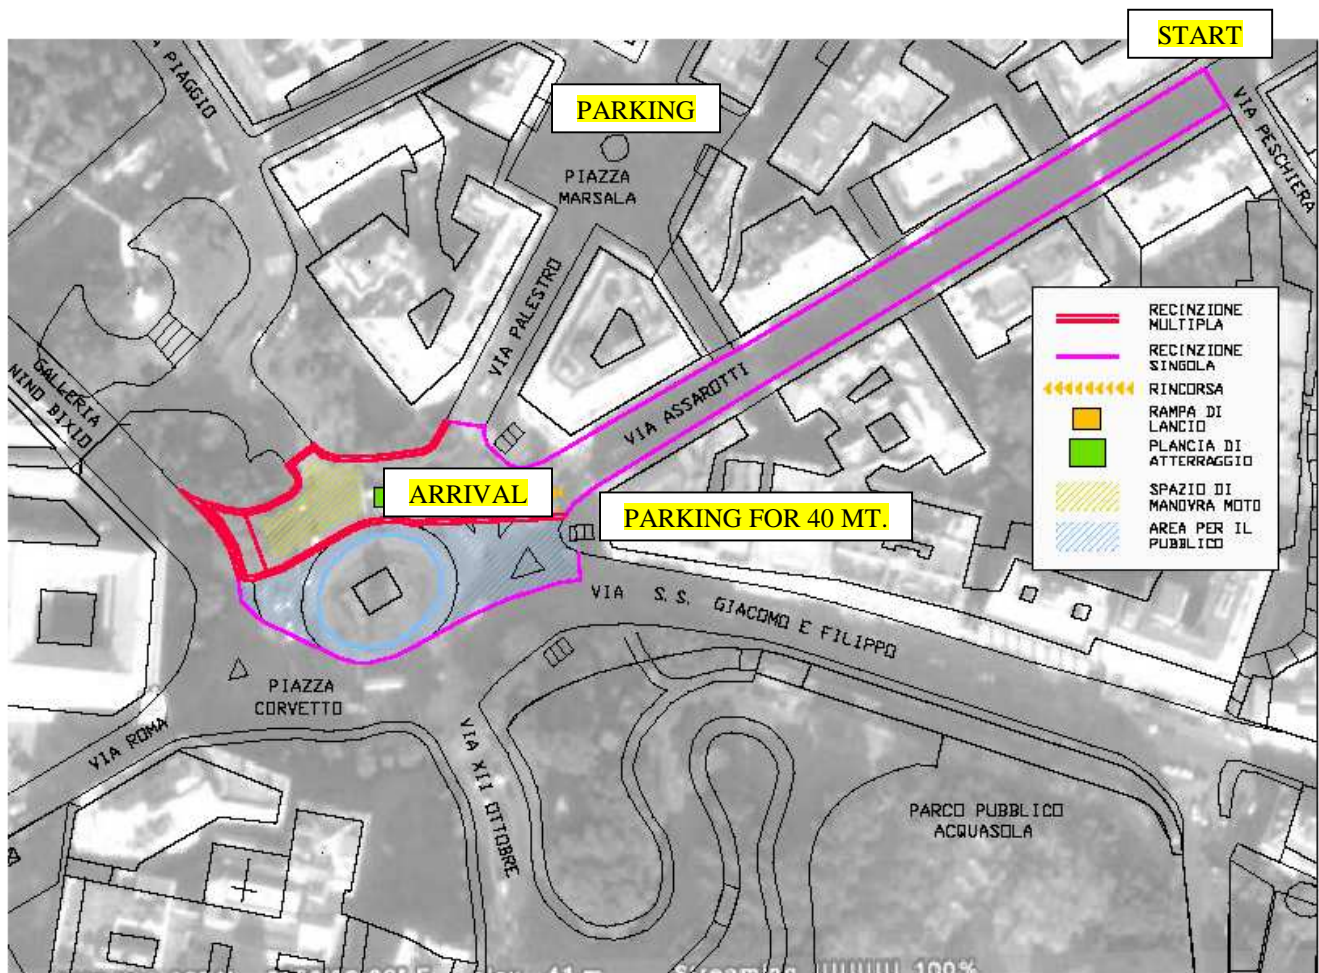 START
PARKING
VIA PIAGGIO
VIA PESCHIERA
PIAZZA
MARSALA
VIA PALESTRO
GALLERIA
NINO BIXIO
VIA ASSAROTTI
RECINZIONE
MULTIPLA
RECINZIONE
SINGOLA
RINCORSA
RAMPA DI
LANCIO
PLANCIA DI
ATTERRAGGIO
SPAZIO DI
MANOVRA MOTO
AREA PER IL
PUBBLICO
ARRIVAL
PARKING FOR 40 MT.
VIA S.S. GIACOMO E FILIPPO
PIAZZA
CORVETTO
VIA ROMA
VIA XII OTTOBRE
PARCO PUBBLICO
ACQUASOLA
Streaming |||||||||| 100%